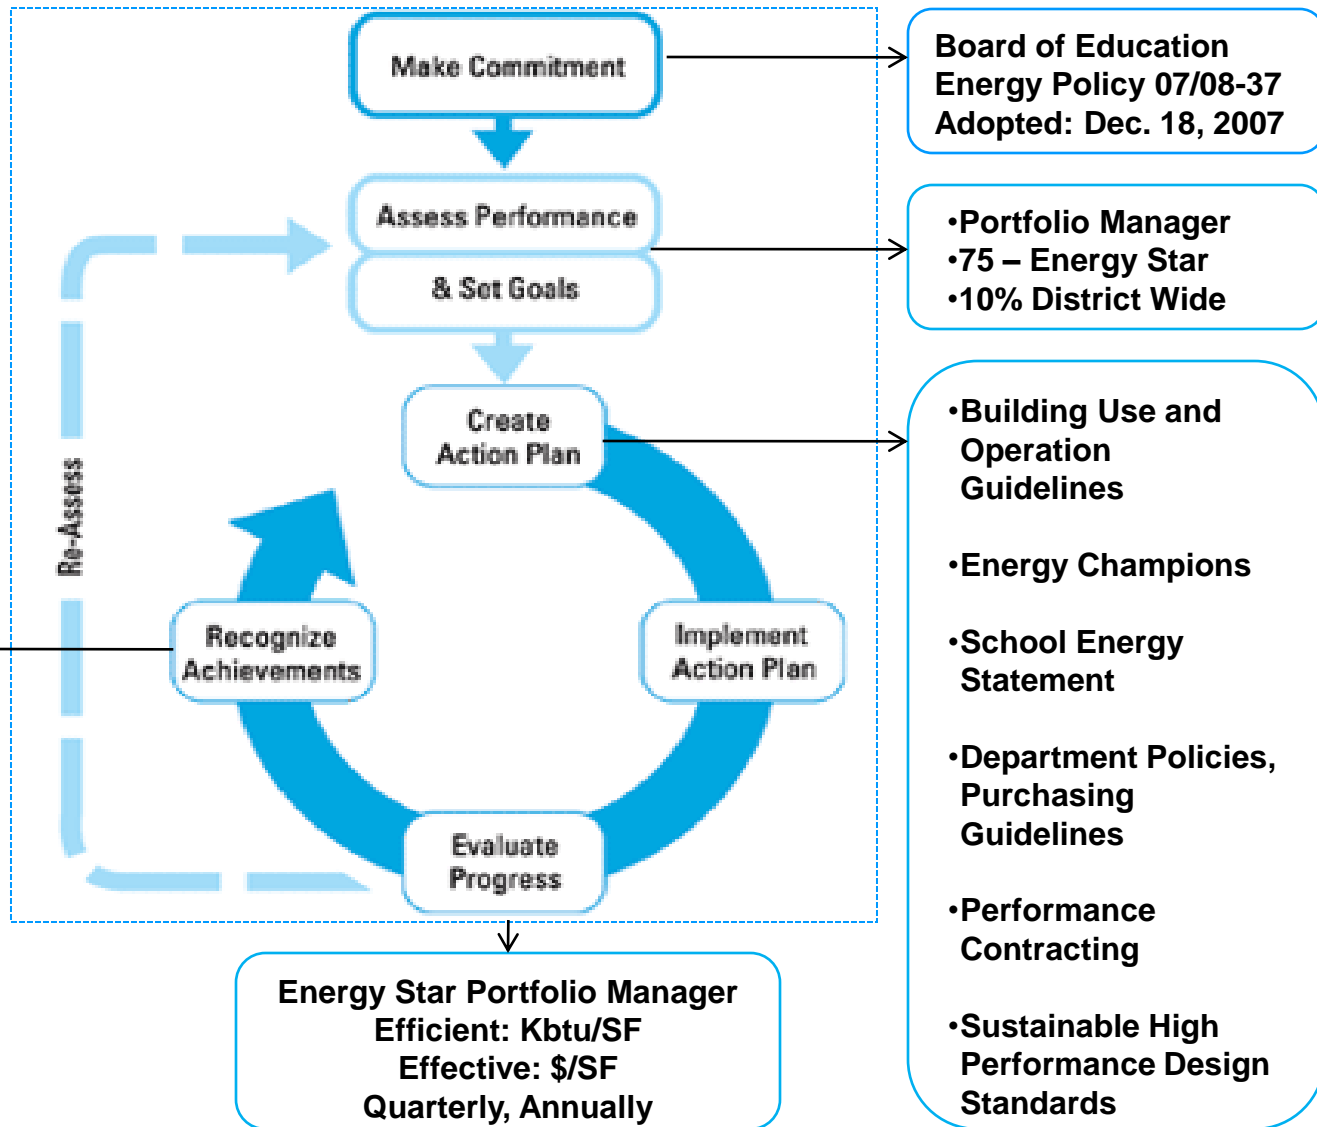 Make Commitment
Board of Education
Energy Policy 07/08-37
Adopted: Dec. 18, 2007
Assess Performance
& Set Goals
•Portfolio Manager
•75 – Energy Star
•10% District Wide
Create
Action Plan
•Building Use and
Operation
Guidelines
•Energy Champions
•School Energy
Statement
•Department Policies,
Purchasing
Guidelines
•Performance
Contracting
•Sustainable High
Performance Design
Standards
Re-Assess
Recognize
Achievements
Implement
Action Plan
Evaluate
Progress
Energy Star Portfolio Manager
Efficient: Kbtu/SF
Effective: $/SF
Quarterly, Annually